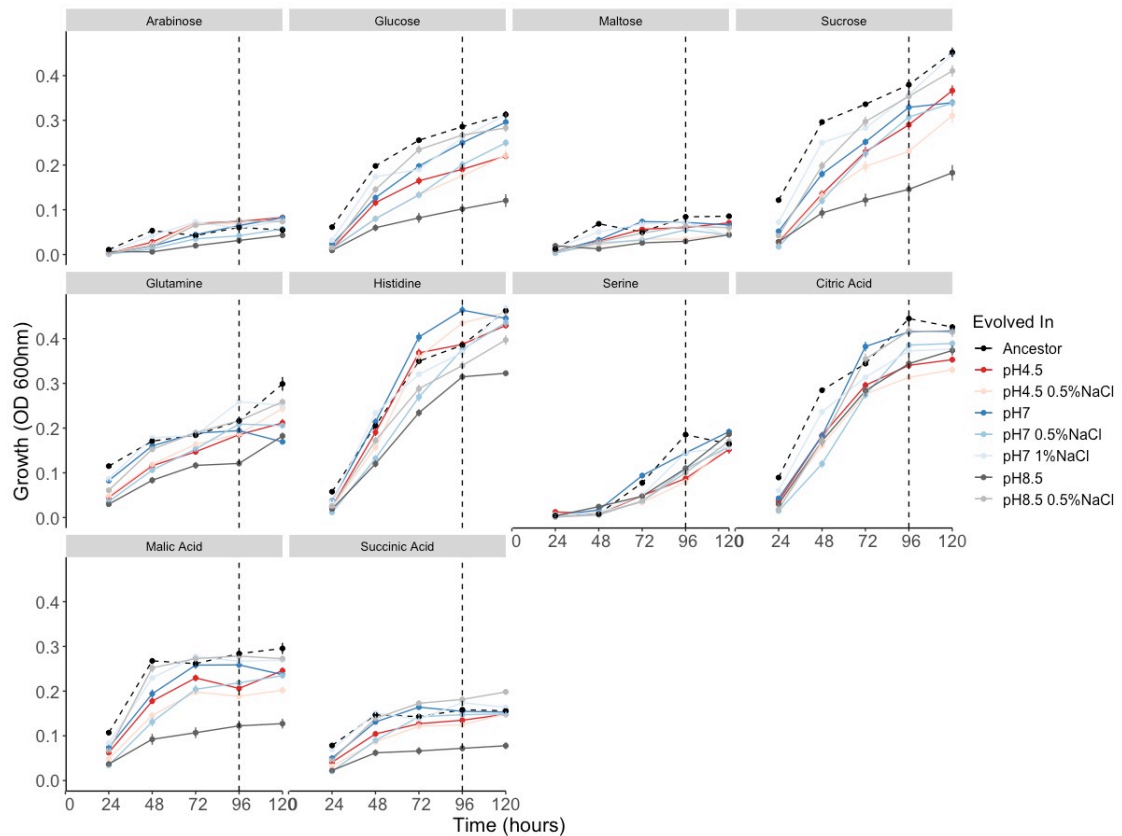 Arabinose Glucose Maltose Sucrose
0.4
0.3
0.2
0.1
0.0
Glutamine Histidine Serine Citric Acid
0.4
0.3
0.2
0.1
0.0
24 48 72 96 120 24 48 72 96 120
Malic Acid Succinic Acid
0.4
0.3
0.2
0.1
0.0
0 24 48 72 96 120 0 24 48 72 96 120
Growth (OD 600nm)
Time (hours)
Evolved In
Ancestor
pH4.5
pH4.5 0.5%NaCl
pH7
pH7 0.5%NaCl
pH7 1%NaCl
pH8.5
pH8.5 0.5%NaCl